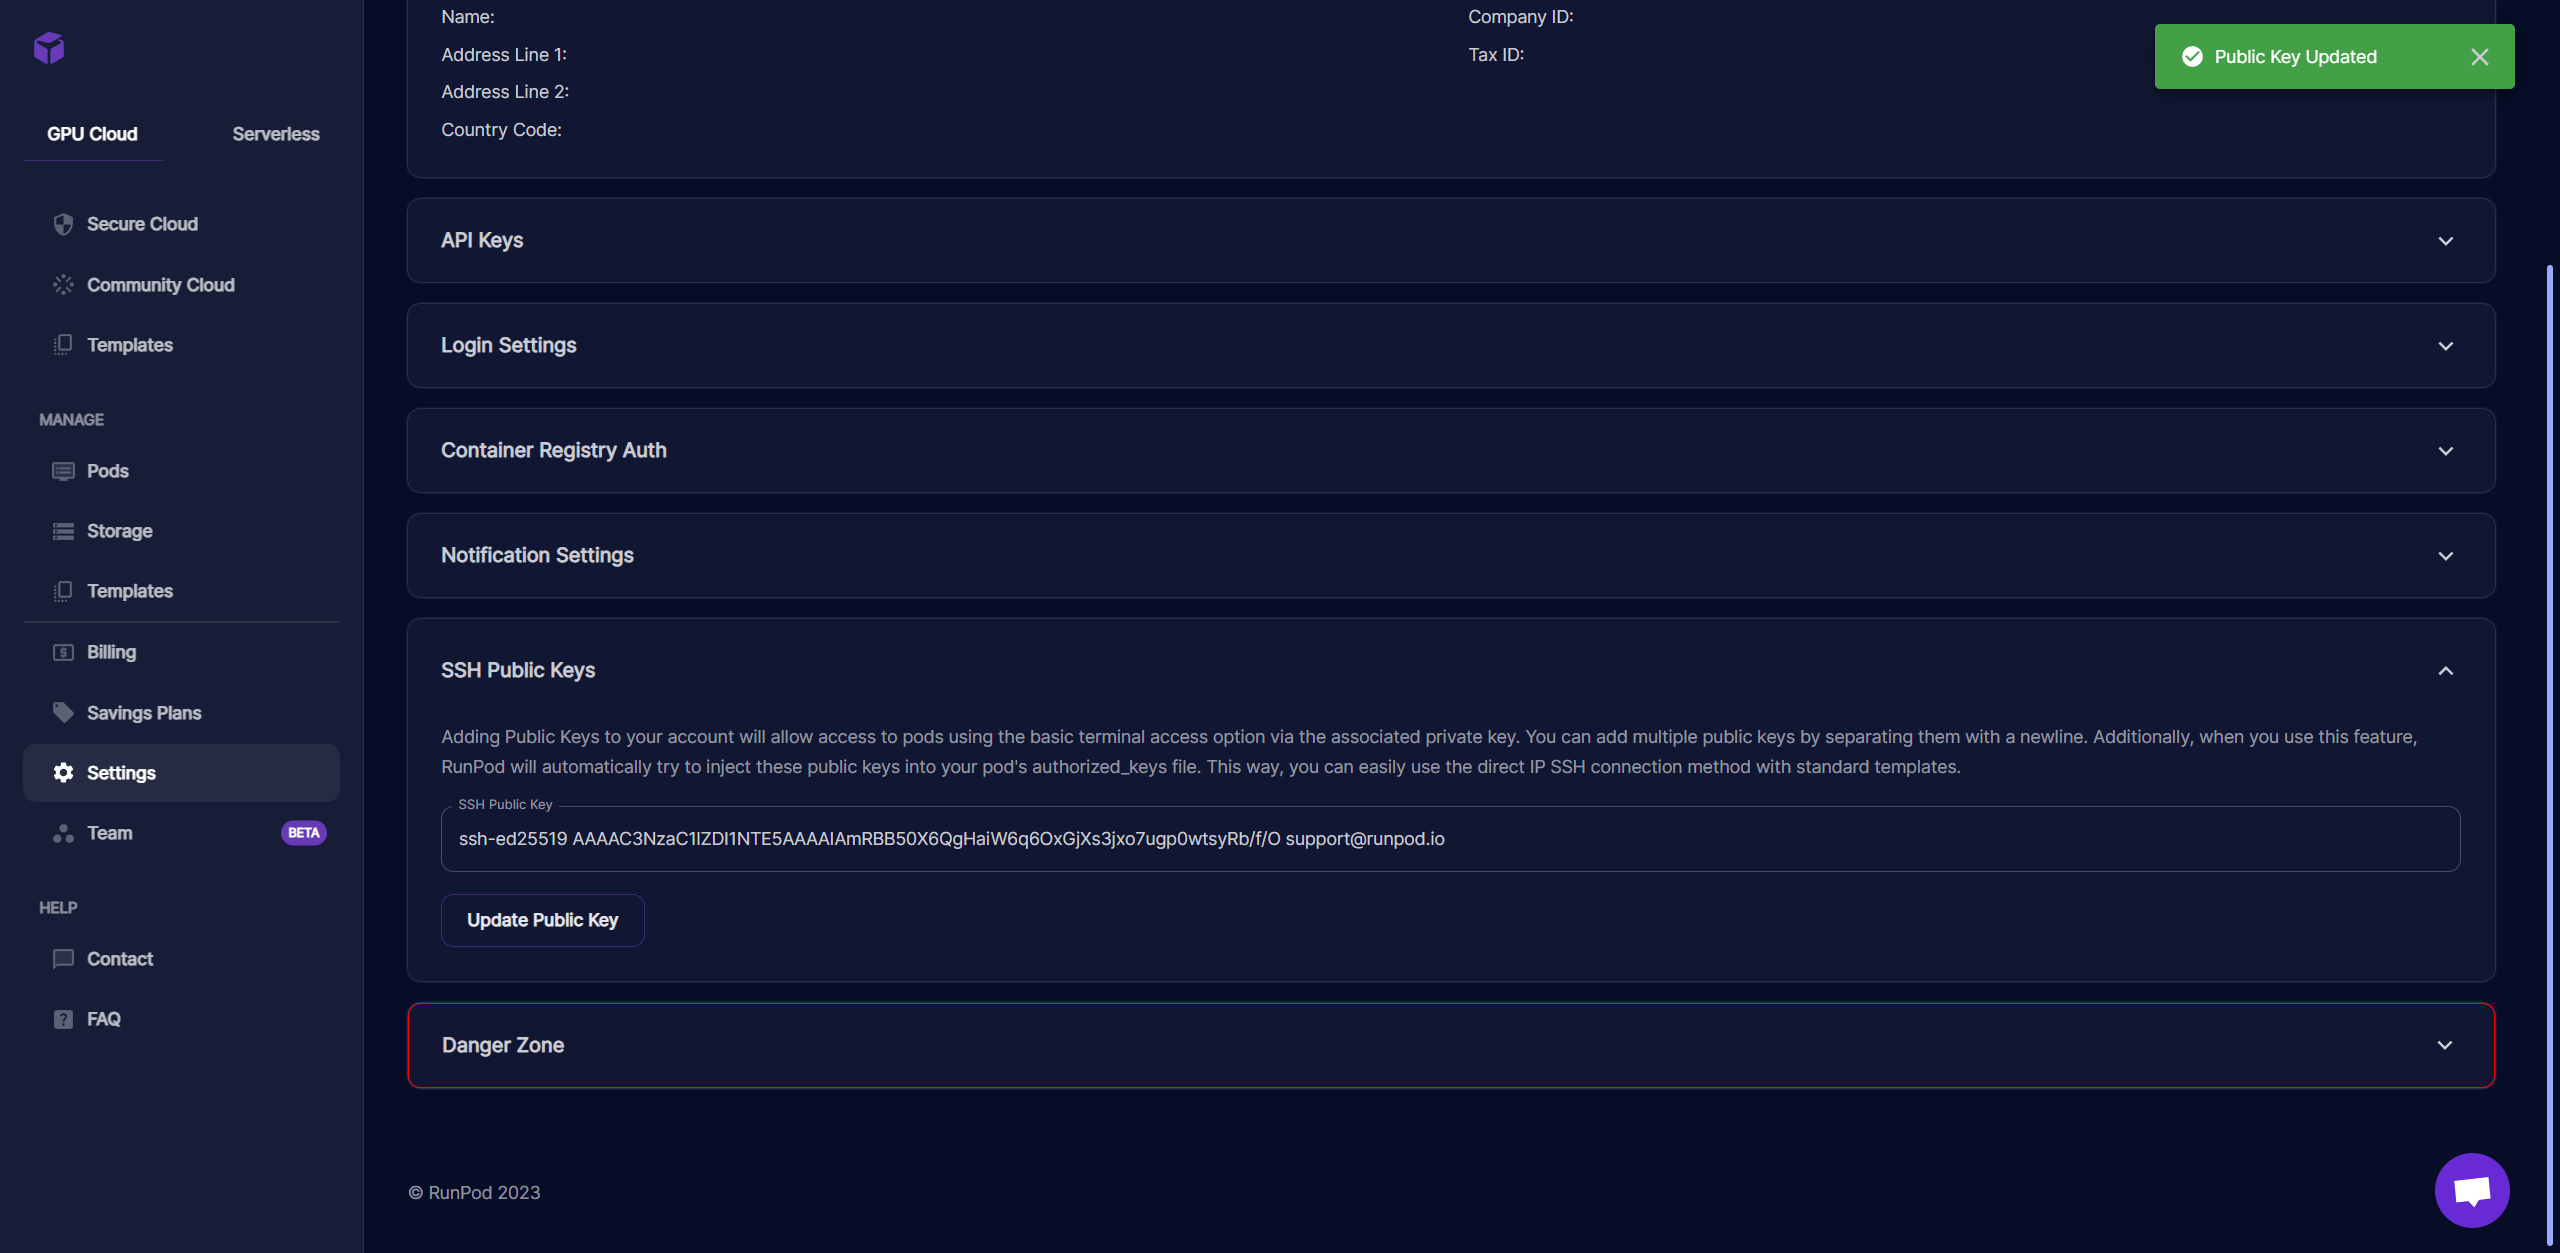 GPU Cloud
Serverless
Secure Cloud
Community Cloud
Templates
MANAGE
Pods
Storage
Templates
Billing
Savings Plans
Settings
Team
BETA
HELP
Contact
FAQ
Name:
Address Line 1:
Address Line 2:
Country Code:
Company ID:
Tax ID:
Public Key Updated
API Keys
Login Settings
Container Registry Auth
Notification Settings
SSH Public Keys
Adding Public Keys to your account will allow access to pods using the basic terminal access option via the associated private key. You can add multiple public keys by separating them with a newline. Additionally, when you use this feature,
RunPod will automatically try to inject these public keys into your pod's authorized_keys file. This way, you can easily use the direct IP SSH connection method with standard templates.
SSH Public Key
ssh-ed25519 AAAAC3NzaC1lZDI1NTE5AAAAIAmRBB50X6QgHaiW6q6OxGjXs3jxo7ugp0wtsyRb/f/O support@runpod.io
Update Public Key
Danger Zone
© RunPod 2023